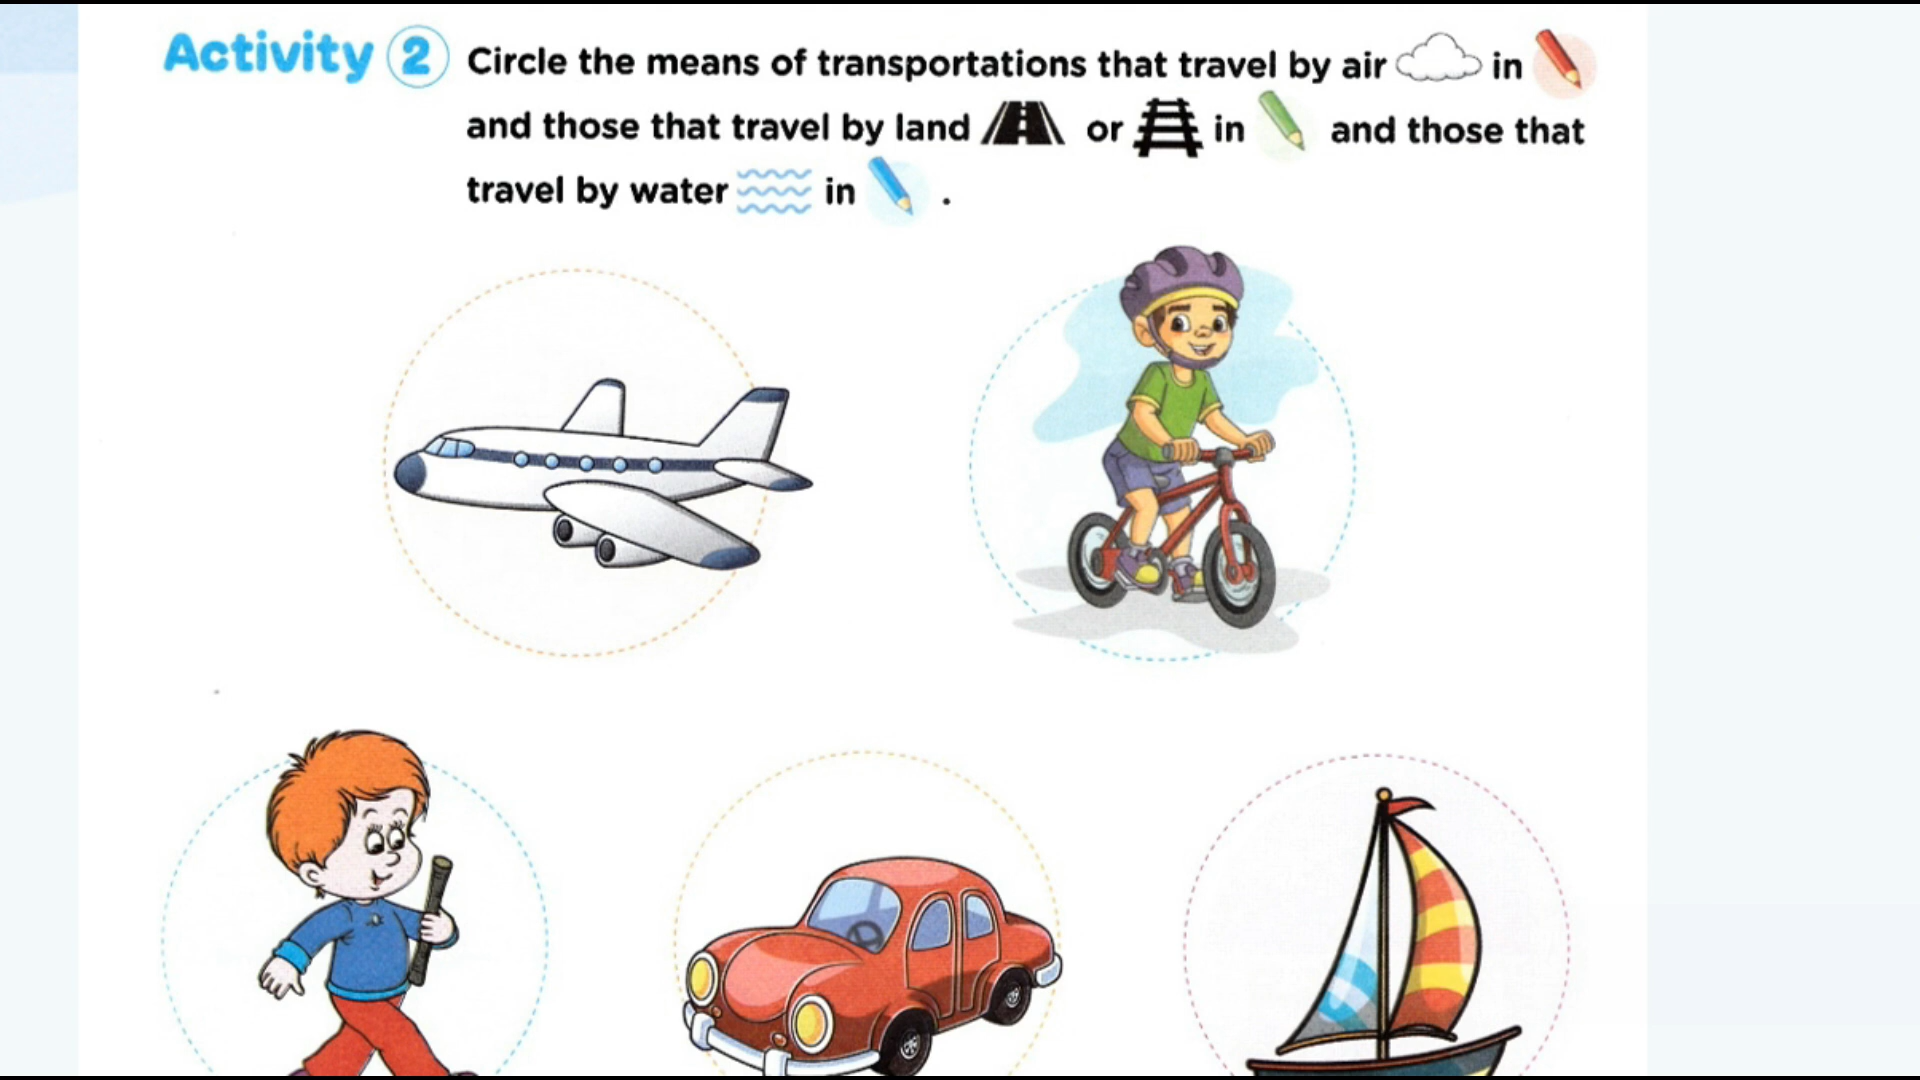 Activity 2 Circle the means of transportations that travel by air in
and those that travel by land or in and those that
travel by water in .